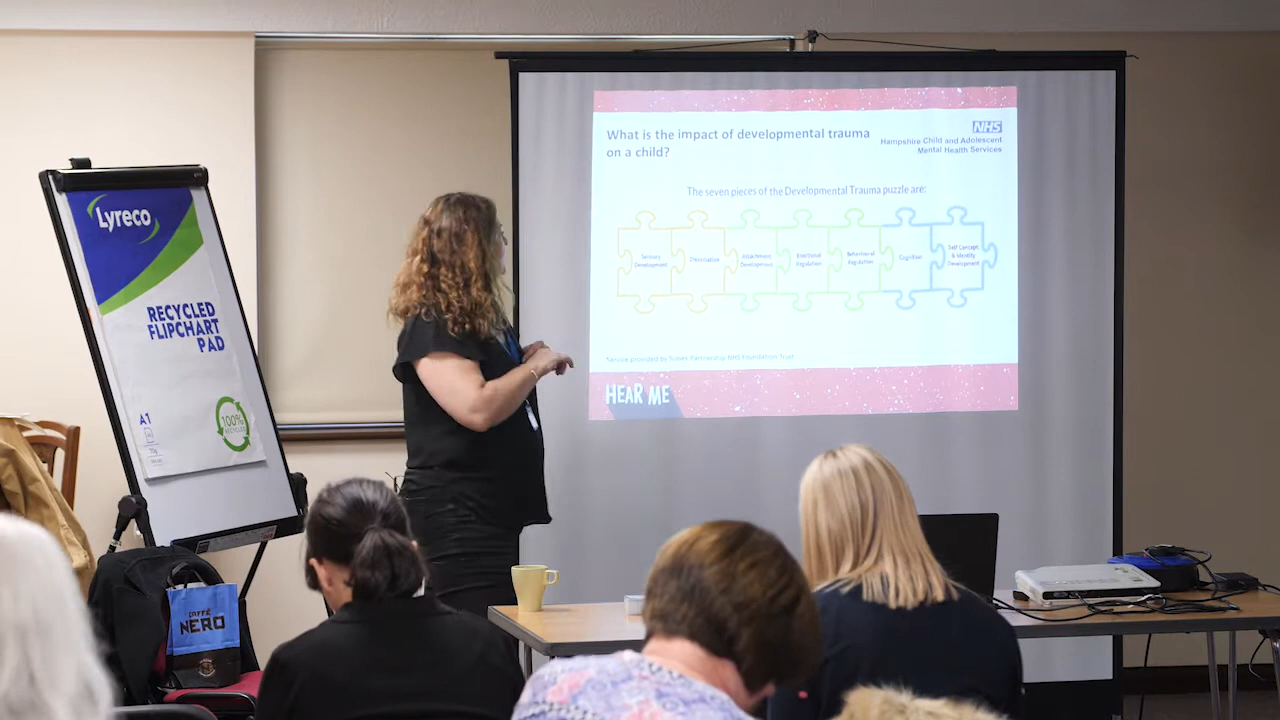 Lyreco
RECYCLED
FLIPCHART
PAD
A1
70g
100%
RECYCLED
CAFFÈ
NERO
What is the impact of developmental trauma
on a child?
NHS
Hampshire Child and Adolescent
Mental Health Services
The seven pieces of the Developmental Trauma puzzle are:
Sensory
Development
Dissociation
Attachment
Development
Emotional
Regulation
Behavioural
Regulation
Cognition
Self Concept
& Identity
Development
Service provided by Sussex Partnership NHS Foundation Trust
HEAR ME